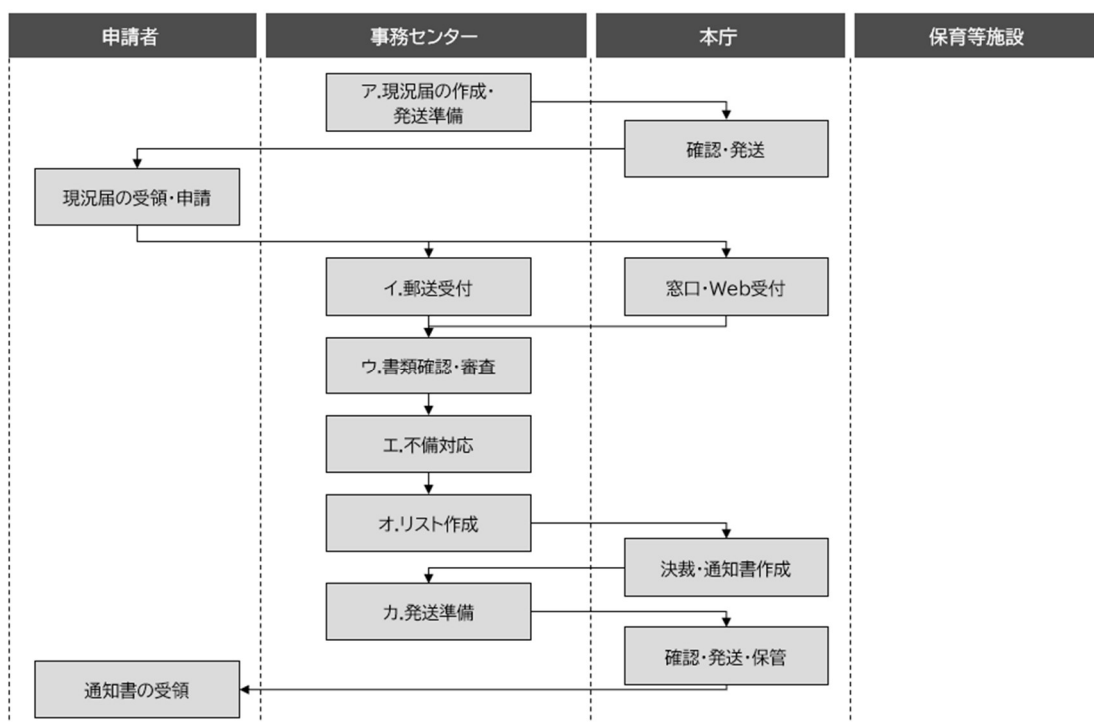 申請者
事務センター
本庁
保育等施設
ア.現況届の作成・
発送準備
確認・発送
現況届の受領・申請
イ.郵送受付
窓口・Web受付
ウ.書類確認・審査
エ.不備対応
オ.リスト作成
決裁・通知書作成
カ.発送準備
確認・発送・保管
通知書の受領